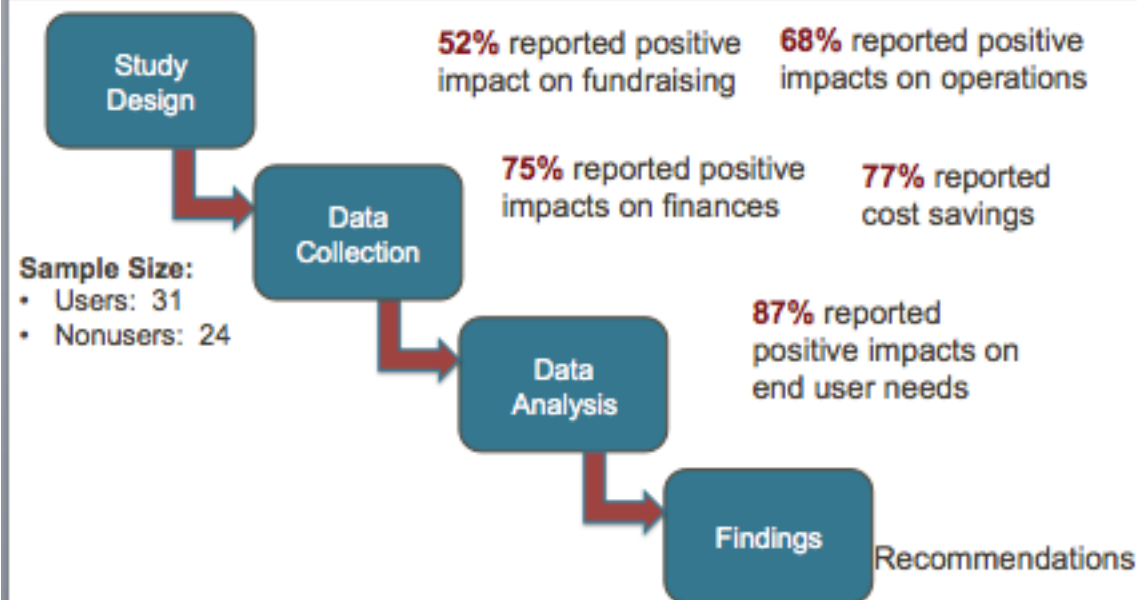 Study
Design
52% reported positive
impact on fundraising
68% reported positive
impacts on operations
75% reported positive
impacts on finances
77% reported
cost savings
Data
Collection
Sample Size:
• Users: 31
• Nonusers: 24
87% reported
positive impacts on
end user needs
Data
Analysis
Findings
Recommendations